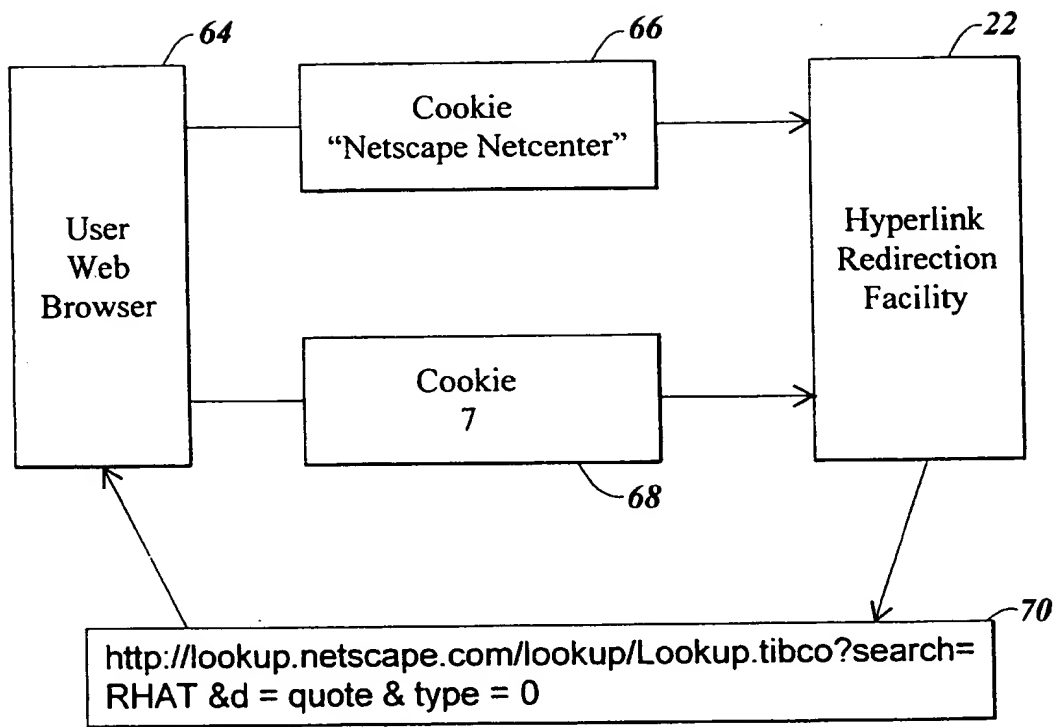 64
66
22
Cookie
“Netscape Netcenter”
User
Web
Browser
Hyperlink
Redirection
Facility
Cookie
7
68
70
http://lookup.netscape.com/lookup/Lookup.tibco?search=
RHAT &d = quote & type = 0